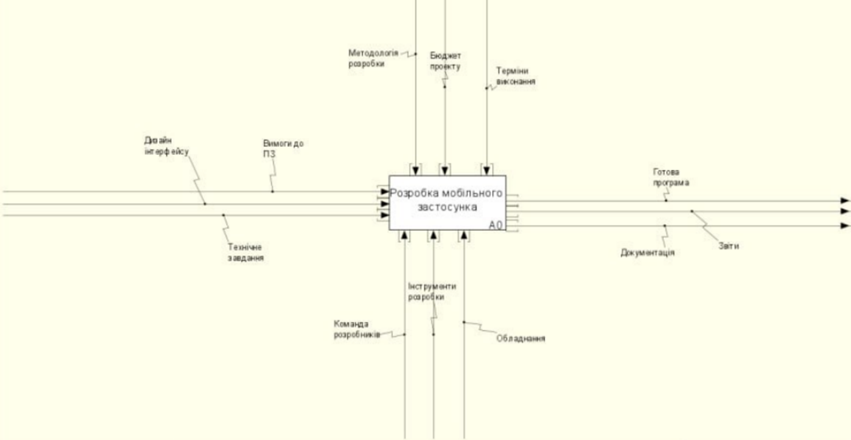 Методологія
розробки
Бюджет
проекту
Терміни
виконання
Дизайн
інтерфейсу
Вимоги до
ПЗ
Розробка мобільного
застосунка
A0
Готова
програма
Технічне
завдання
Звіти
Документація
Інструменти
розробки
Команда
розробників
Обладнання